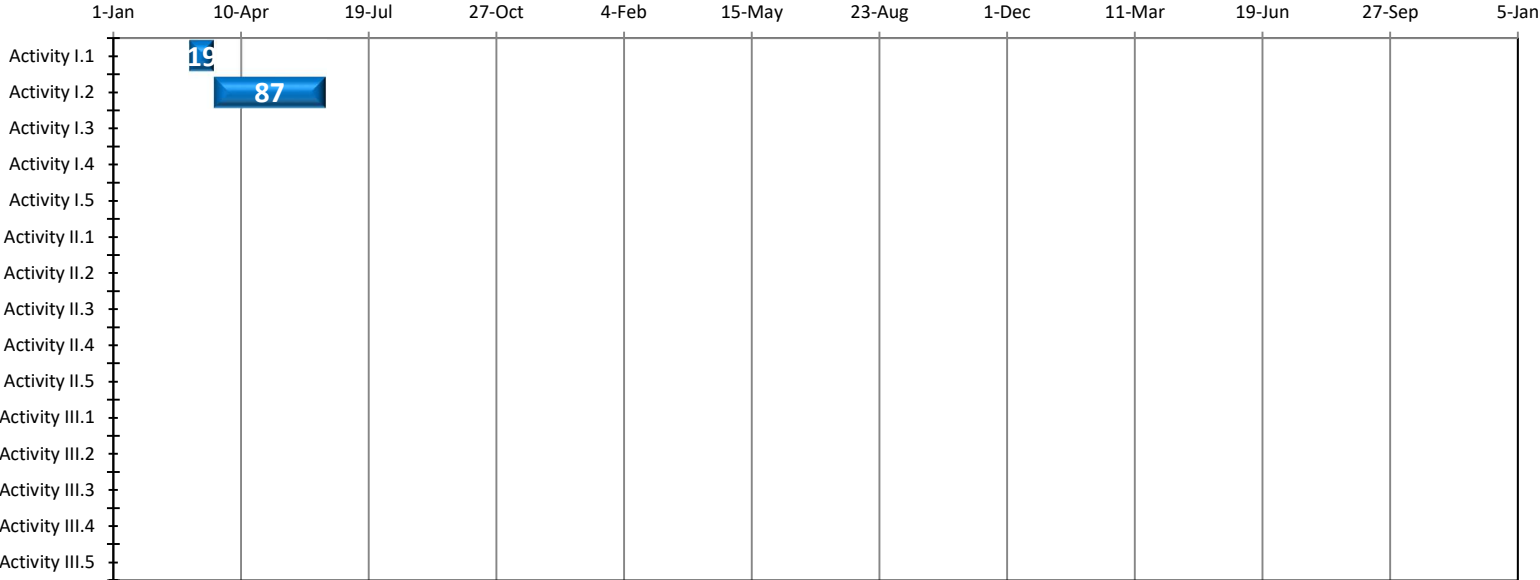 1-Jan 10-Apr 19-Jul 27-Oct 4-Feb 15-May 23-Aug 1-Dec 11-Mar 19-Jun 27-Sep 5-Jan
Activity I.1 19
Activity I.2 87
Activity I.3
Activity I.4
Activity I.5
Activity II.1
Activity II.2
Activity II.3
Activity II.4
Activity II.5
Activity III.1
Activity III.2
Activity III.3
Activity III.4
Activity III.5